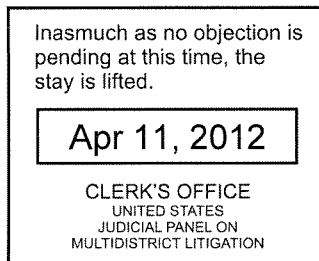 Inasmuch as no objection is
pending at this time, the
stay is lifted.
Apr 11, 2012
CLERK'S OFFICE
UNITED STATES
JUDICIAL PANEL ON
MULTIDISTRICT LITIGATION